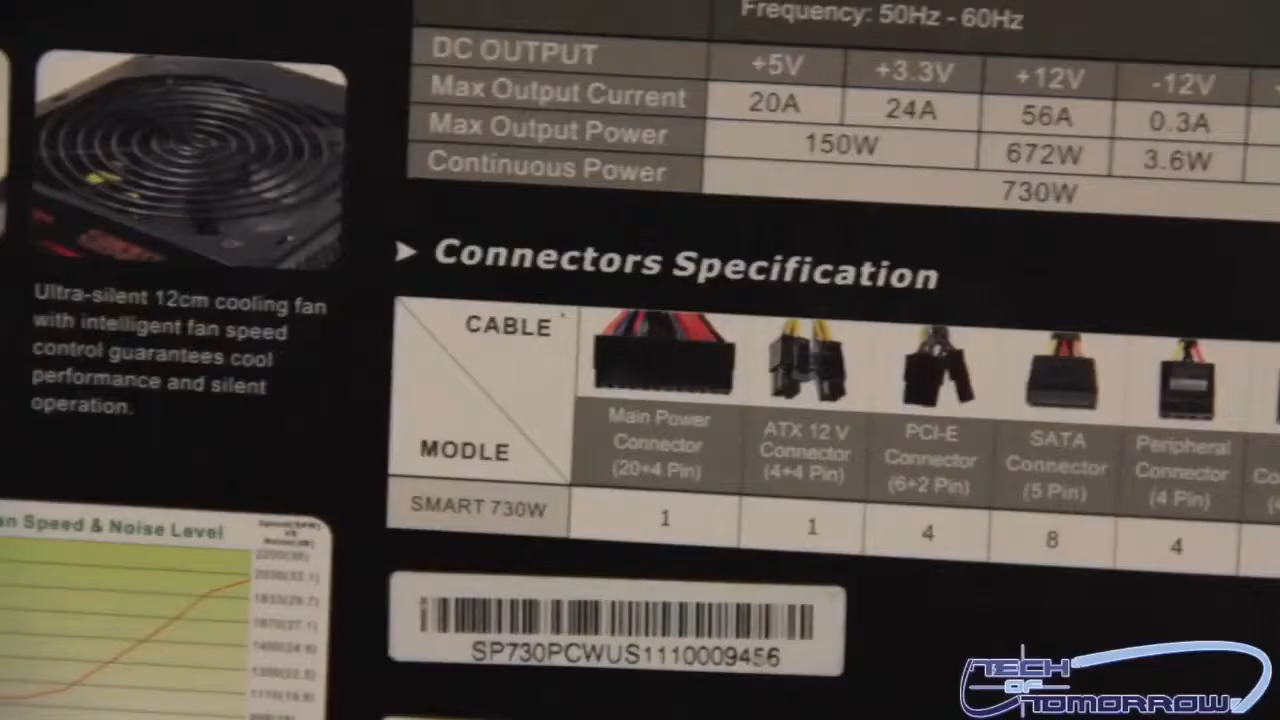 Frequency: 50Hz - 60Hz
DC OUTPUT +5V +3.3V +12V -12V
Max Output Current 20A 24A 56A 0.3A
Max Output Power 150W 672W 3.6W
Continuous Power 730W
Ultra-silent 12cm cooling fan
with intelligent fan speed
control guarantees cool
performance and silent
operation.
Connectors Specification
CABLE
MODLE
Main Power
Connector
(20+4 Pin)
ATX 12 V
Connector
(4+4 Pin)
PCI-E
Connector
(6+2 Pin)
SATA
Connector
(5 Pin)
Peripheral
Connector
(4 Pin)
SMART 730W 1 1 4 8 4
Speed & Noise Level
SP730PCWUS1110009456
TECH
OF
TOMORROW